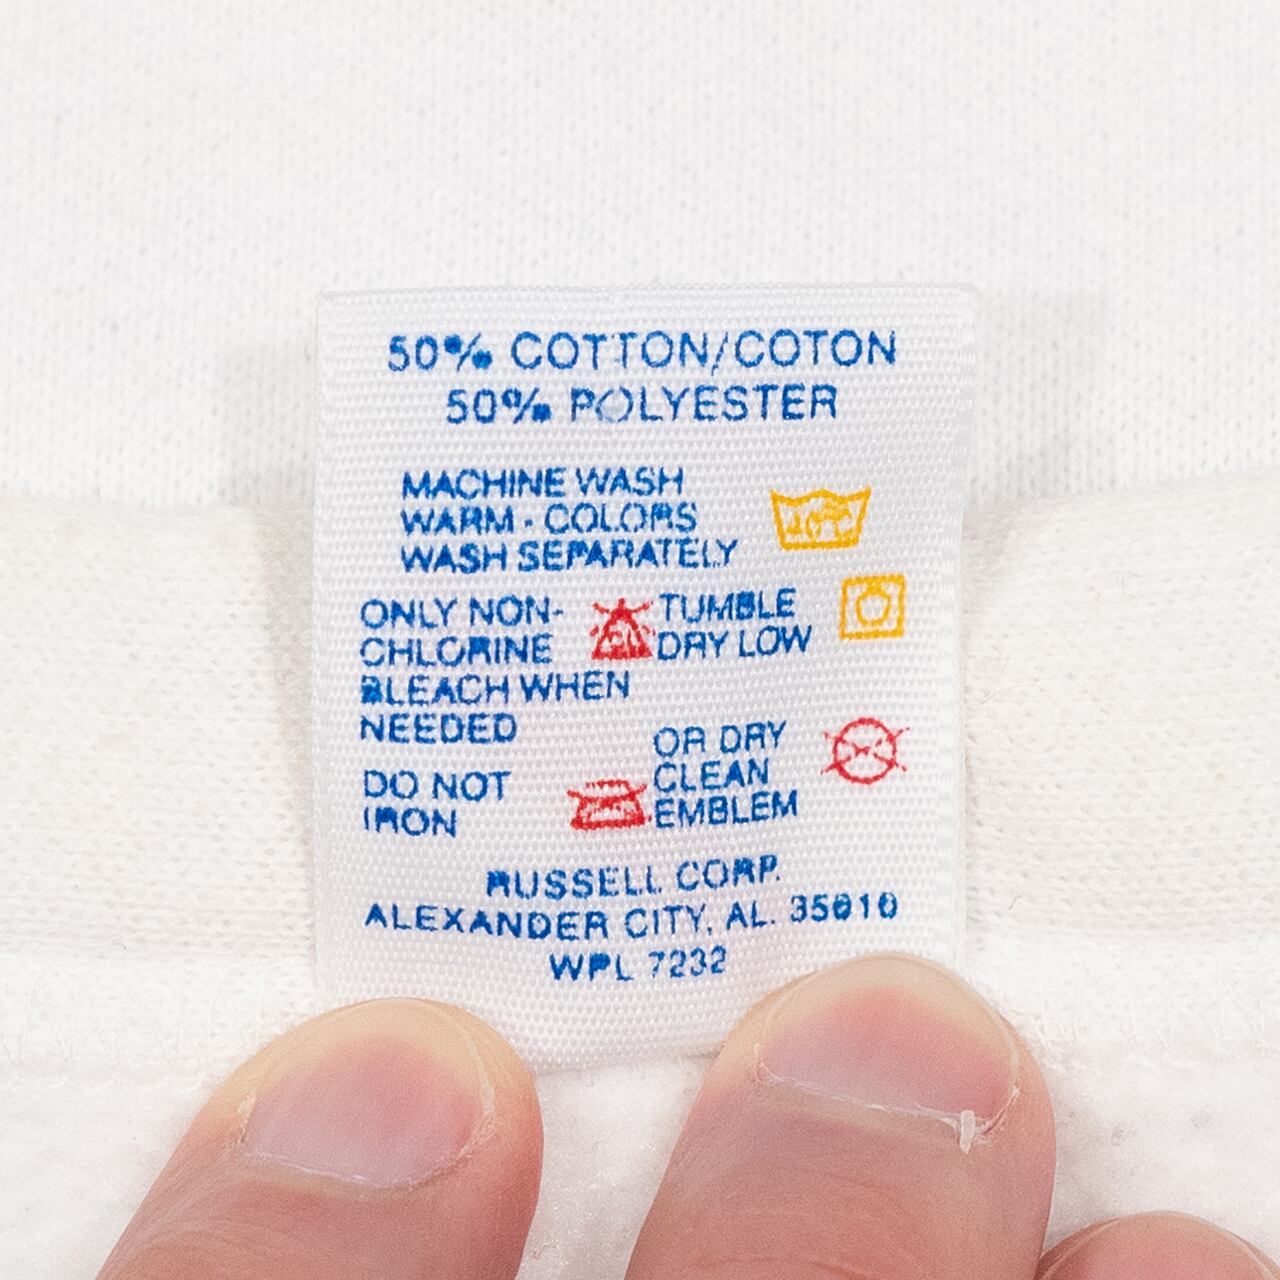 50% COTTON/COTON
50% POLYESTER
MACHINE WASH
WARM - COLORS
WASH SEPARATELY
ONLY NON-
CHLORINE
BLEACH WHEN
NEEDED
TUMBLE
DRY LOW
DO NOT
IRON
OR DRY
CLEAN
EMBLEM
RUSSELL CORP.
ALEXANDER CITY, AL. 35010
WPL 7232